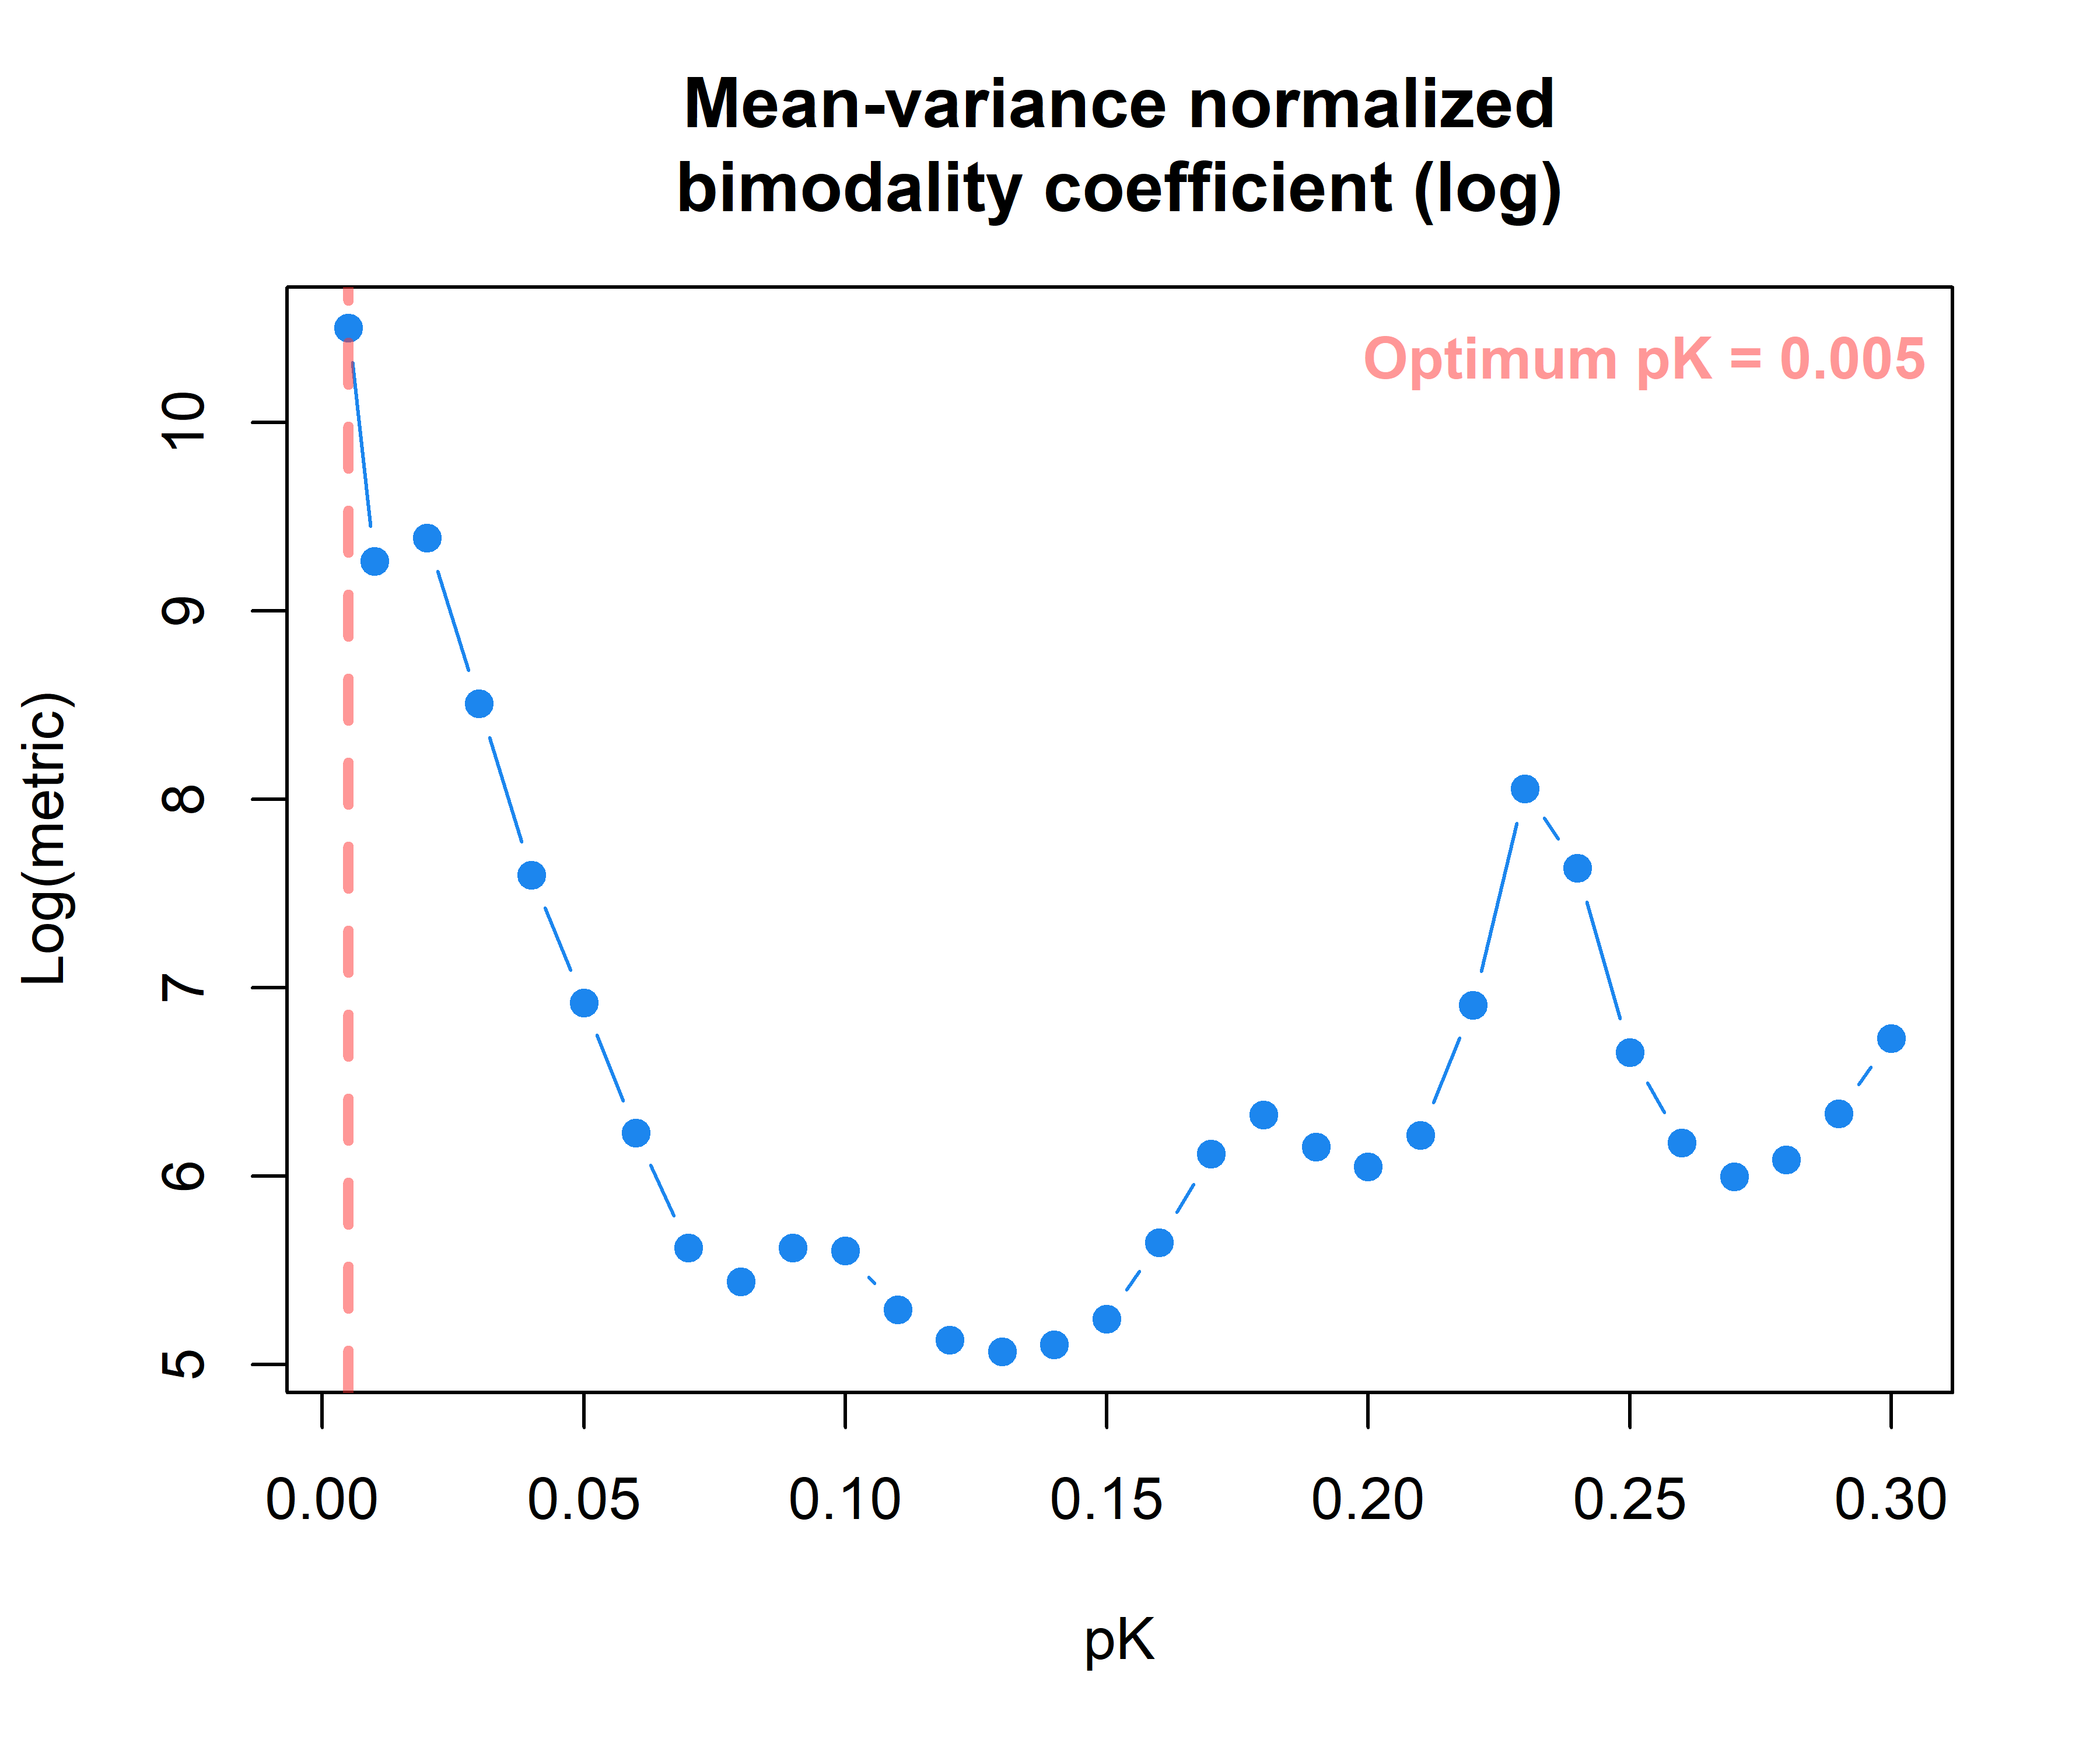 Mean-variance normalized
bimodality coefficient (log)
Optimum pK = 0.005
Log(metric)
10
9
8
7
6
5
0.00 0.05 0.10 0.15 0.20 0.25 0.30
pK